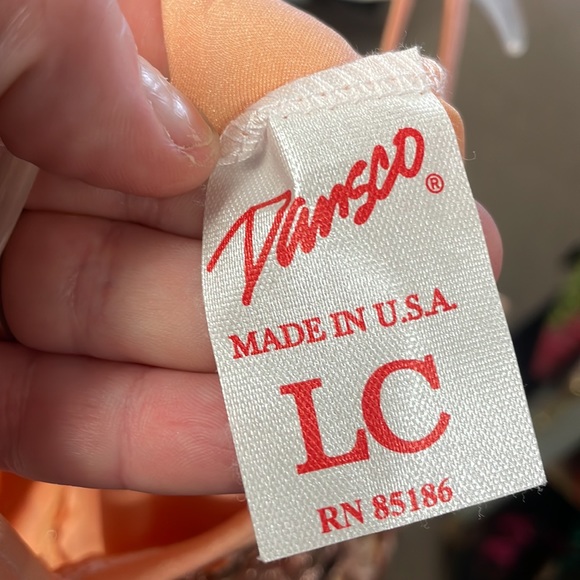 Dansco®
MADE IN U.S.A.
LC
RN 85186